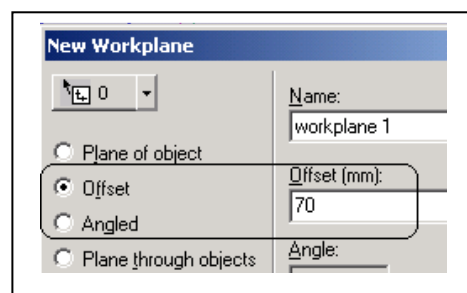 New Workplane
0
Name:
workplane 1
Plane of object
Offset
Angled
Plane through objects
Offset (mm):
70
Angle: